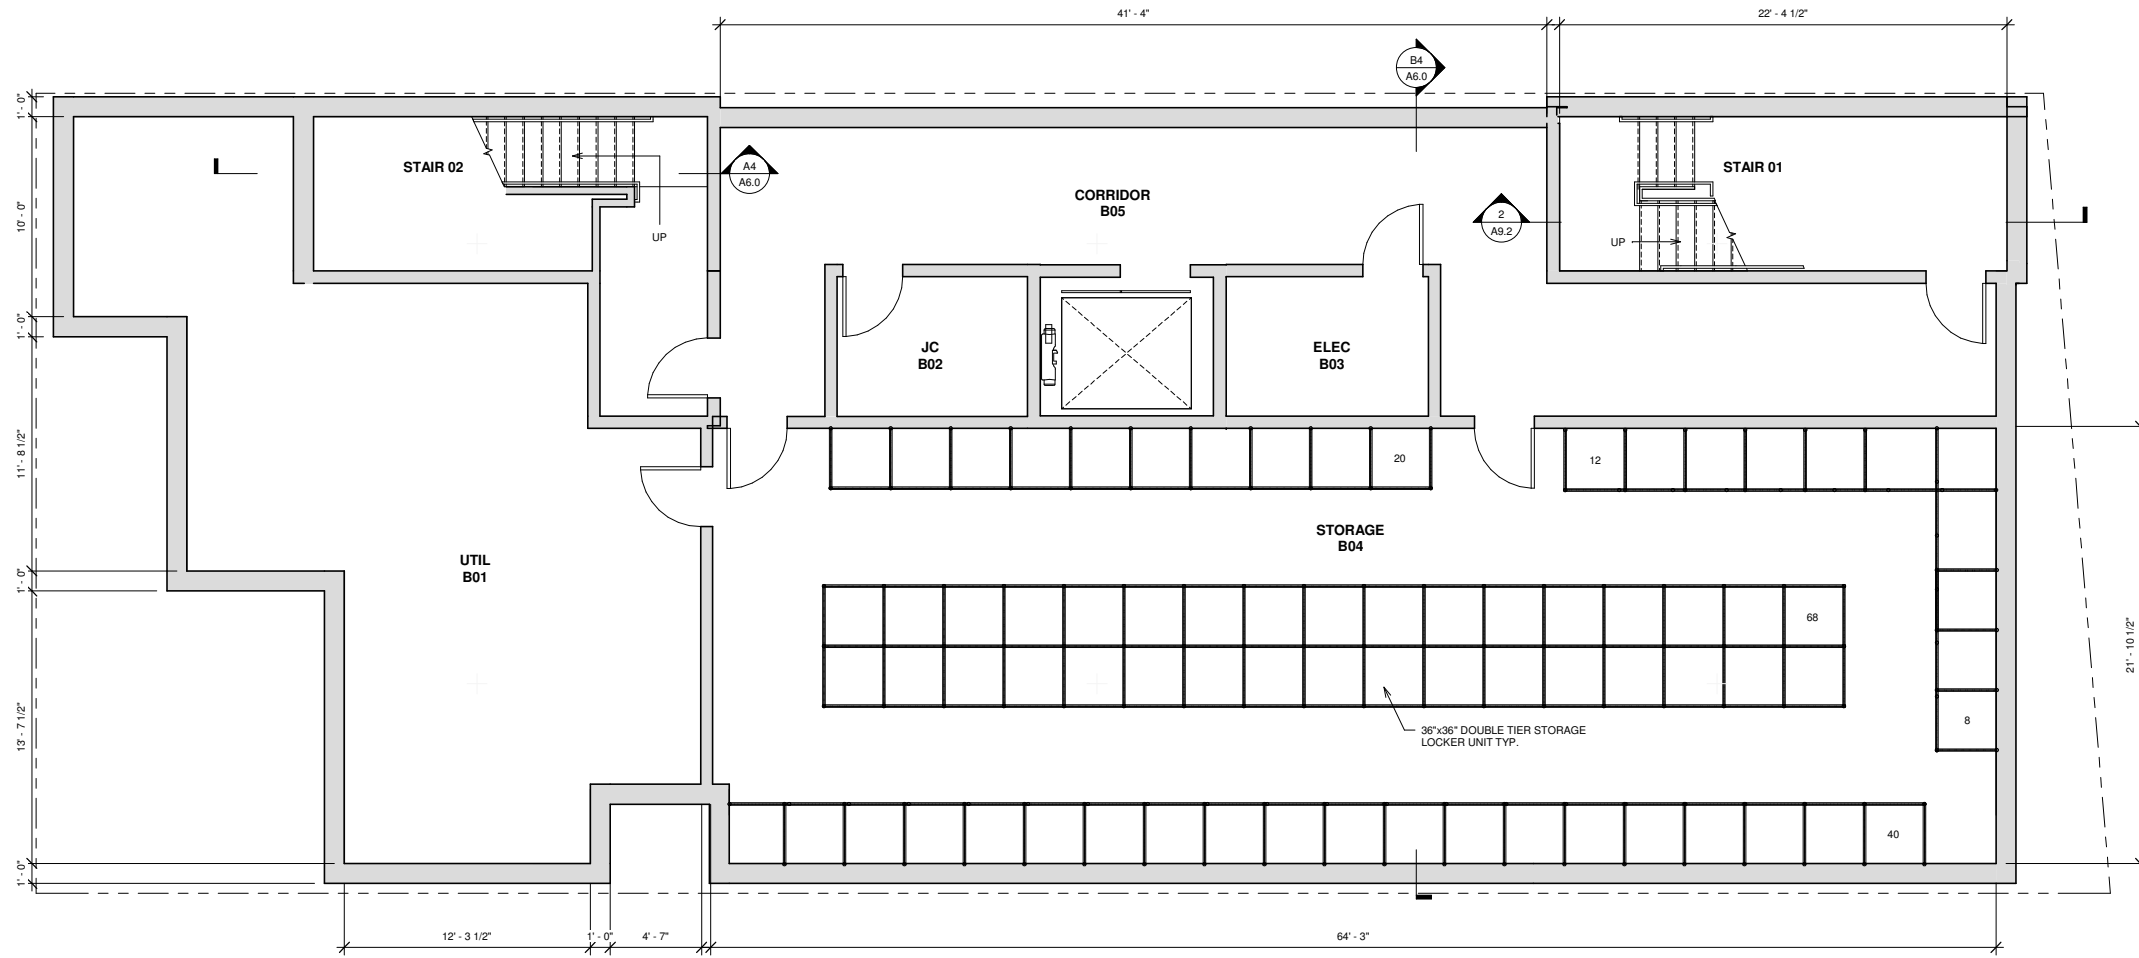 41' - 4"
22' - 4 1/2"
B4
A6.0
1' - 0"
STAIR 02
A4
A6.0
STAIR 01
CORRIDOR
B05
10' - 0"
2
A9.2
UP
UP
1' - 0"
JC
B02
ELEC
B03
11' - 8 1/2"
20
12
STORAGE
B04
UTIL
B01
1' - 0"
68
21' - 10 1/2"
13' - 7 1/2"
8
36"x36" DOUBLE TIER STORAGE
LOCKER UNIT TYP.
40
1' - 0"
12' - 3 1/2"
1' - 0"
4' - 7"
64' - 3"